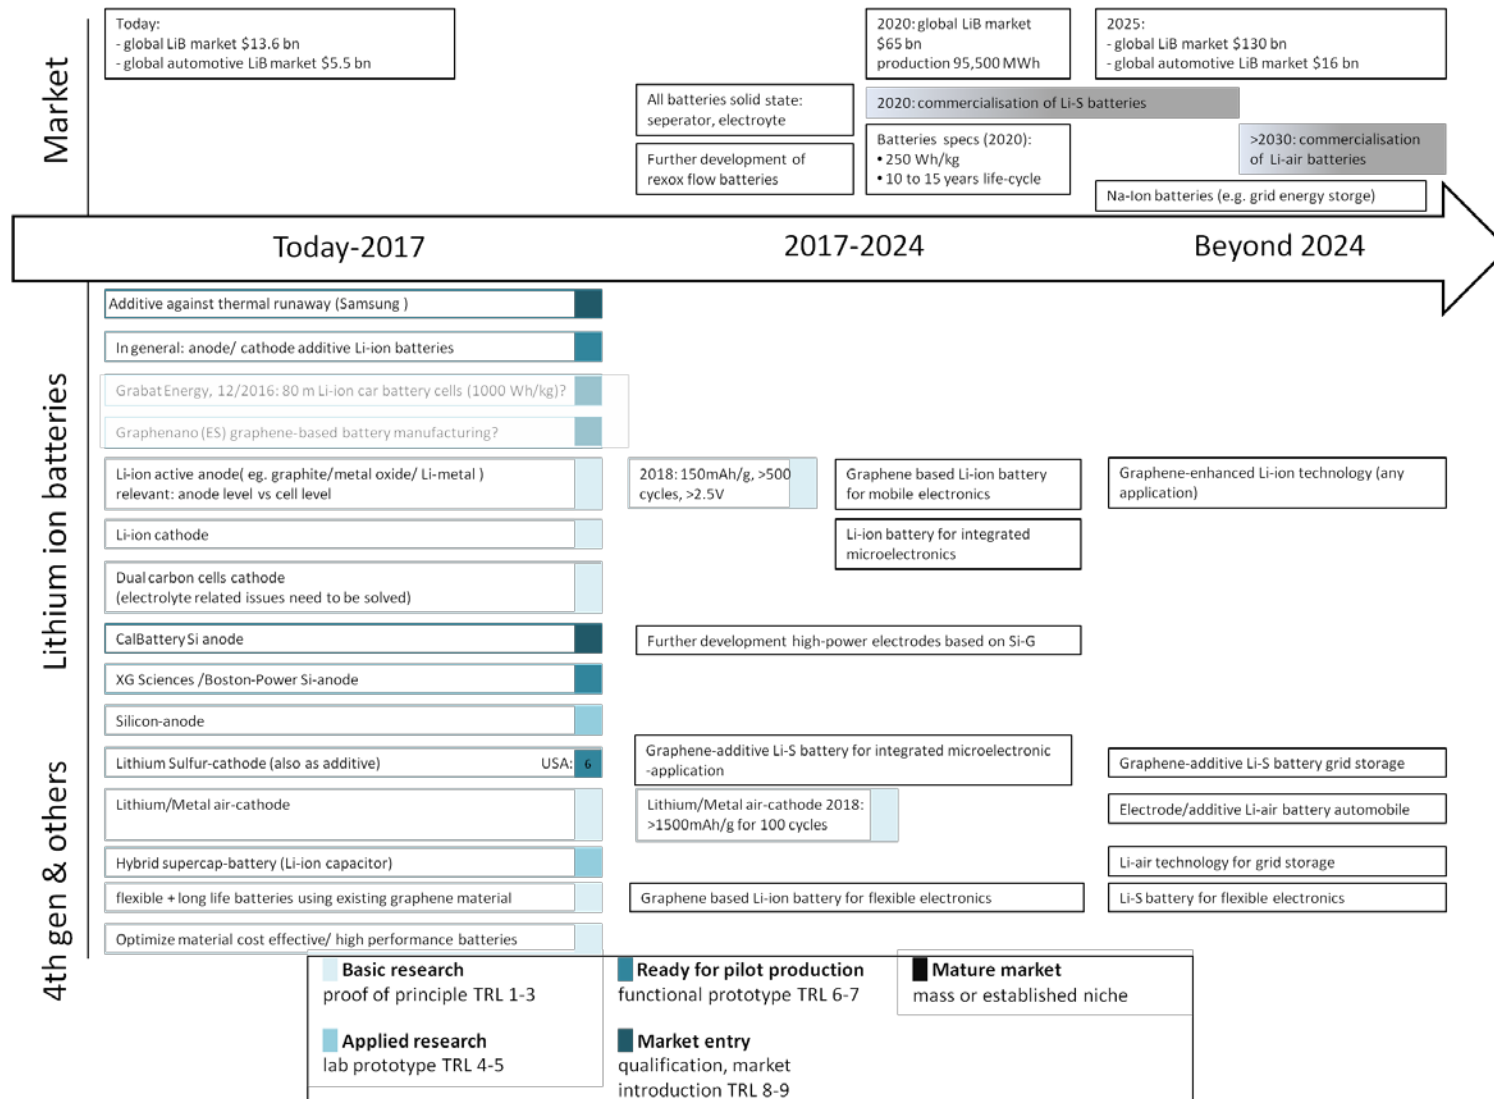 Market
Today:
- global LiB market $13.6 bn
- global automotive LiB market $5.5 bn
2020: global LiB market
$65 bn
production 95,500 MWh
2025:
- global LiB market $130 bn
- global automotive LiB market $16 bn
All batteries solid state:
seperator, electroyte
2020: commercialisation of Li-S batteries
Further development of
rexox flow batteries
Batteries specs (2020):
• 250 Wh/kg
• 10 to 15 years life-cycle
>2030: commercialisation
of Li-air batteries
Na-Ion batteries (e.g. grid energy storge)
Today-2017
2017-2024
Beyond 2024
Lithium ion batteries
Additive against thermal runaway (Samsung )
In general: anode/ cathode additive Li-ion batteries
Grabat Energy, 12/2016: 80 m Li-ion car battery cells (1000 Wh/kg)?
Graphenano (ES) graphene-based battery manufacturing?
Li-ion active anode( eg. graphite/metal oxide/ Li-metal )
relevant: anode level vs cell level
2018: 150mAh/g, >500
cycles, >2.5V
Graphene based Li-ion battery
for mobile electronics
Graphene-enhanced Li-ion technology (any
application)
Li-ion cathode
Li-ion battery for integrated
microelectronics
Dual carbon cells cathode
(electrolyte related issues need to be solved)
CalBattery Si anode
Further development high-power electrodes based on Si-G
XG Sciences /Boston-Power Si-anode
Silicon-anode
4th gen & others
Lithium Sulfur-cathode (also as additive)
USA: 6
Graphene-additive Li-S battery for integrated microelectronic
-application
Graphene-additive Li-S battery grid storage
Lithium/Metal air-cathode
Lithium/Metal air-cathode 2018:
>1500mAh/g for 100 cycles
Electrode/additive Li-air battery automobile
Hybrid supercap-battery (Li-ion capacitor)
Li-air technology for grid storage
flexible + long life batteries using existing graphene material
Graphene based Li-ion battery for flexible electronics
Li-S battery for flexible electronics
Optimize material cost effective/ high performance batteries
Basic research
proof of principle TRL 1-3
Ready for pilot production
functional prototype TRL 6-7
Mature market
mass or established niche
Applied research
lab prototype TRL 4-5
Market entry
qualification, market
introduction TRL 8-9